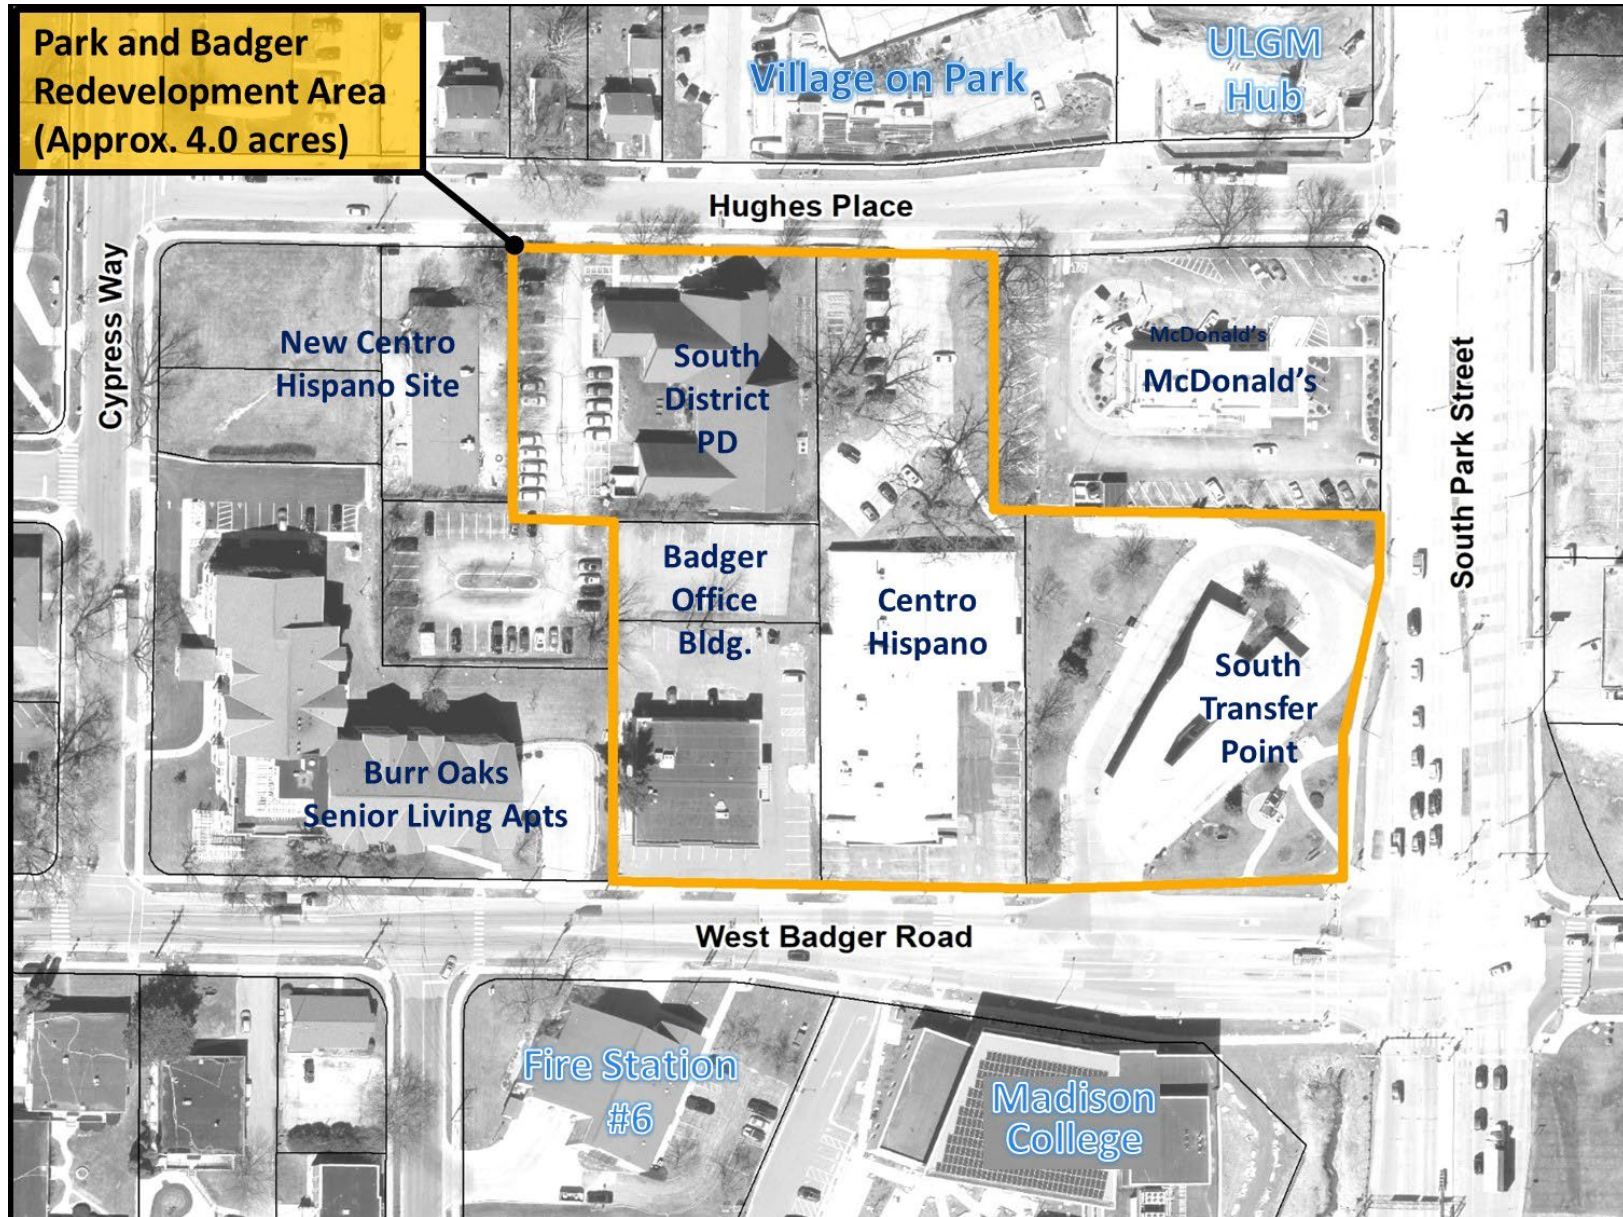 Park and Badger
Redevelopment Area
(Approx. 4.0 acres)
Village on Park
ULGM
Hub
Hughes Place
Cypress Way
New Centro
Hispano Site
South
District
PD
McDonald's
McDonald's
South Park Street
Badger
Office
Bldg.
Centro
Hispano
South
Transfer
Point
Burr Oaks
Senior Living Apts
West Badger Road
Fire Station
#6
Madison
College